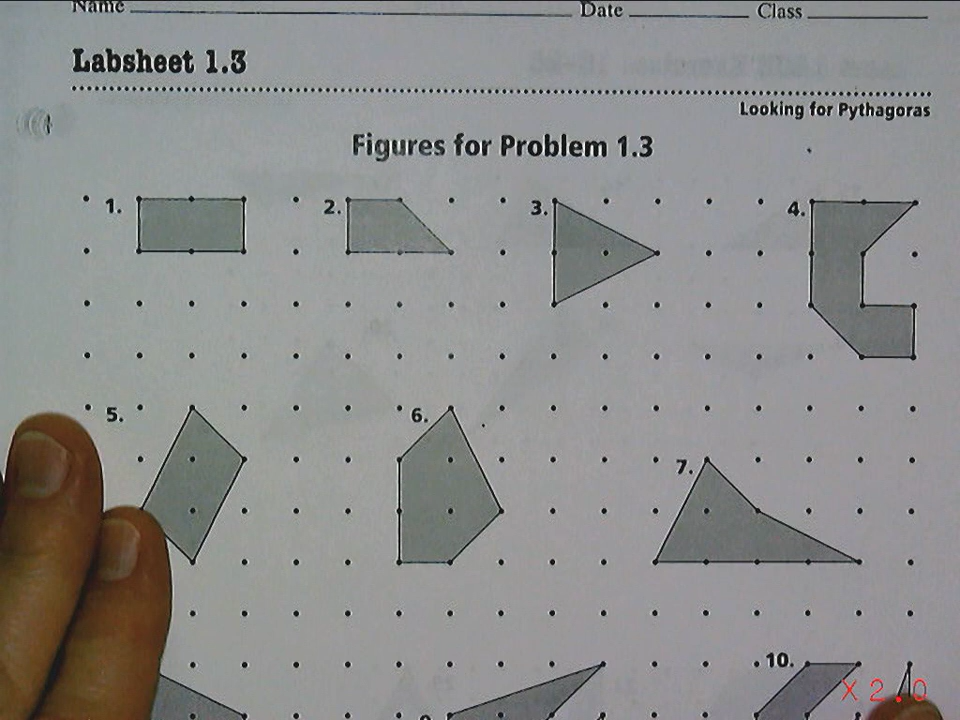 Name Date Class
Labsheet 1.3
Looking for Pythagoras
Figures for Problem 1.3
1. 2. 3. 4.
5. 6.
7.
10.
X 2.0